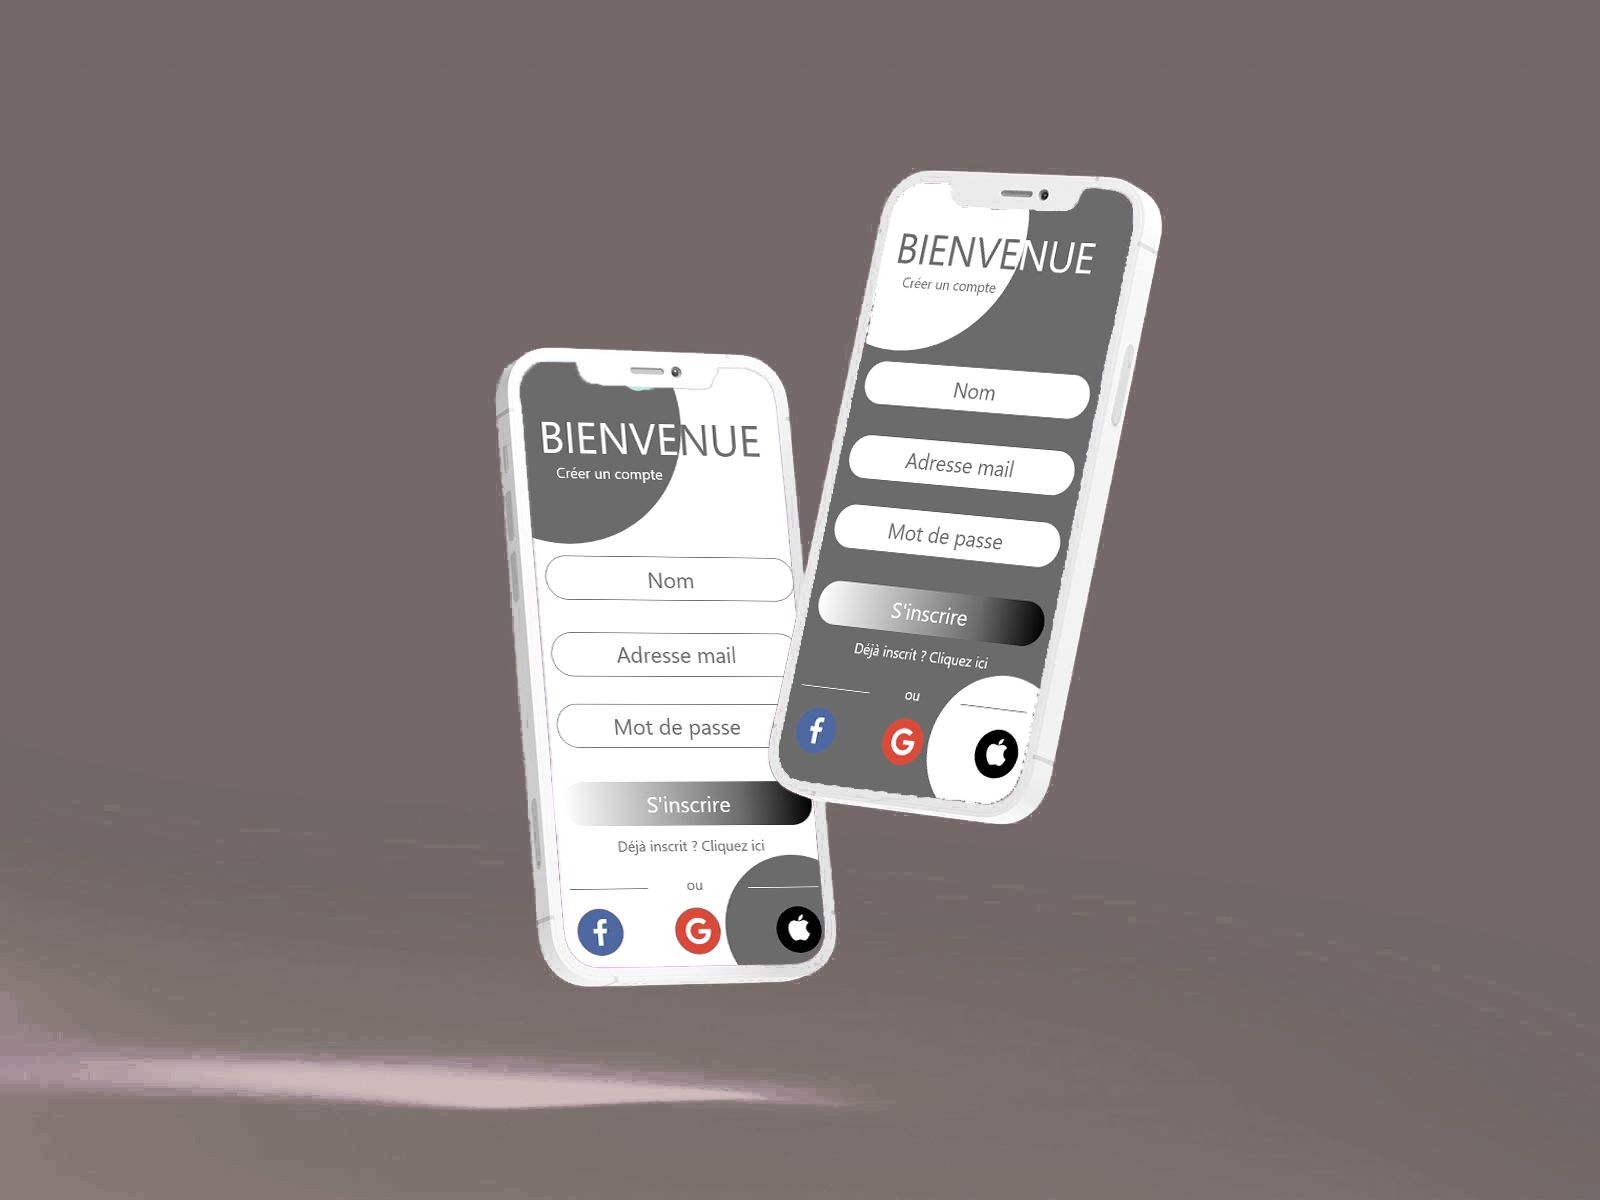 BIENVENUE
Créer un compte
Nom
Adresse mail
Mot de passe
S'inscrire
Déjà inscrit ? Cliquez ici
ou
BIENVENUE
Créer un compte
Nom
Adresse mail
Mot de passe
S'inscrire
Déjà inscrit ? Cliquez ici
ou